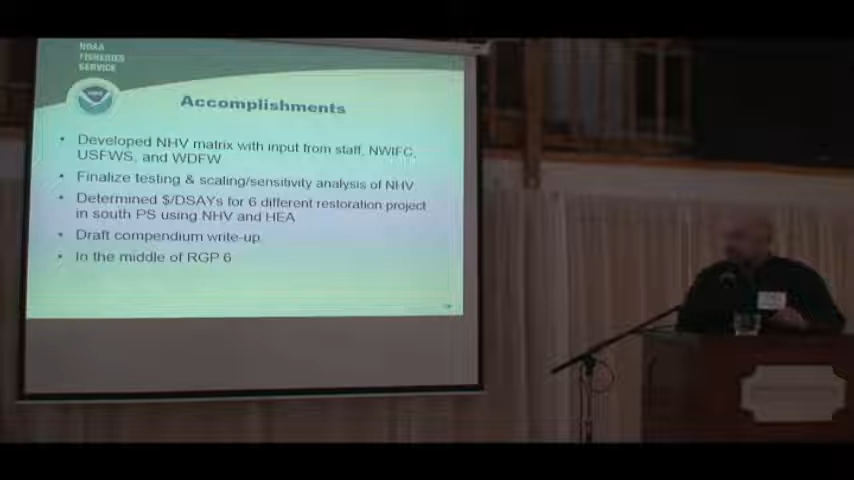 NOAA
FISHERIES
SERVICE
Accomplishments
• Developed NHV matrix with input from staff, NWIFC,
USFWS, and WDFW
• Finalize testing & scaling/sensitivity analysis of NHV
• Determined $/DSAYs for 6 different restoration project
in south PS using NHV and HEA
• Draft compendium write-up
• In the middle of RGP 6